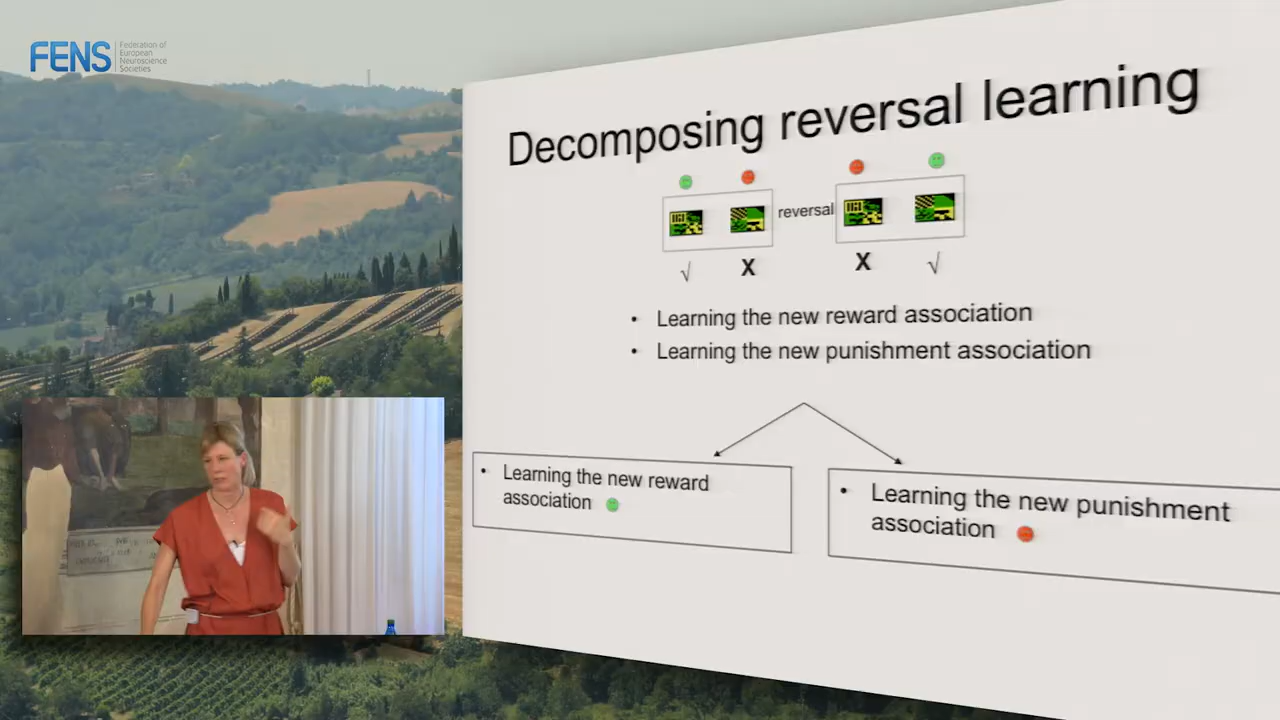 FENS
Federation of
European
Neuroscience
Societies
Decomposing reversal learning
reversal
√ X X √
• Learning the new reward association
• Learning the new punishment association
• Learning the new reward
association
• Learning the new punishment
association